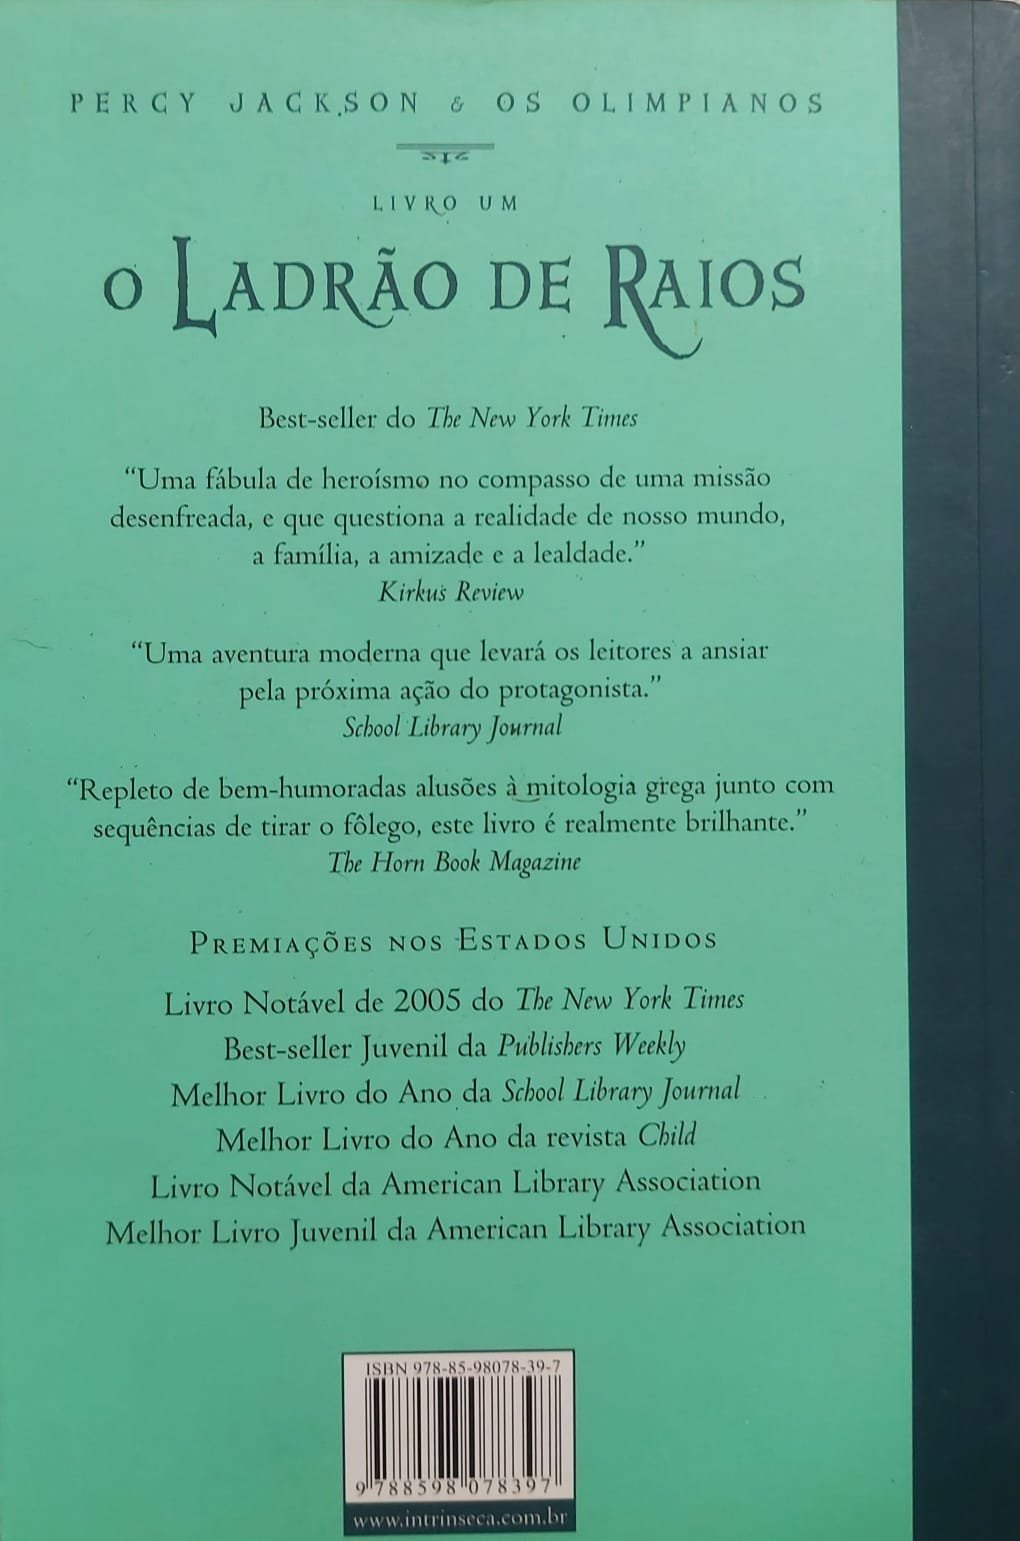 PERCY JACKSON & OS OLIMPIANOS
LIVRO UM
O LADRÃO DE RAIOS
Best-seller do The New York Times
“Uma fábula de heroísmo no compasso de uma missão
desenfreada, e que questiona a realidade de nosso mundo,
a família, a amizade e a lealdade.”
Kirkus Review
“Uma aventura moderna que levará os leitores a ansiar
pela próxima ação do protagonista.”
School Library Journal
“Repleto de bem-humoradas alusões à mitologia grega junto com
sequências de tirar o fôlego, este livro é realmente brilhante.”
The Horn Book Magazine
PREMIAÇÕES NOS ESTADOS UNIDOS
Livro Notável de 2005 do The New York Times
Best-seller Juvenil da Publishers Weekly
Melhor Livro do Ano da School Library Journal
Melhor Livro do Ano da revista Child
Livro Notável da American Library Association
Melhor Livro Juvenil da American Library Association
ISBN 978-85-98078-39-7
9 788598 078397
www.intrinseca.com.br